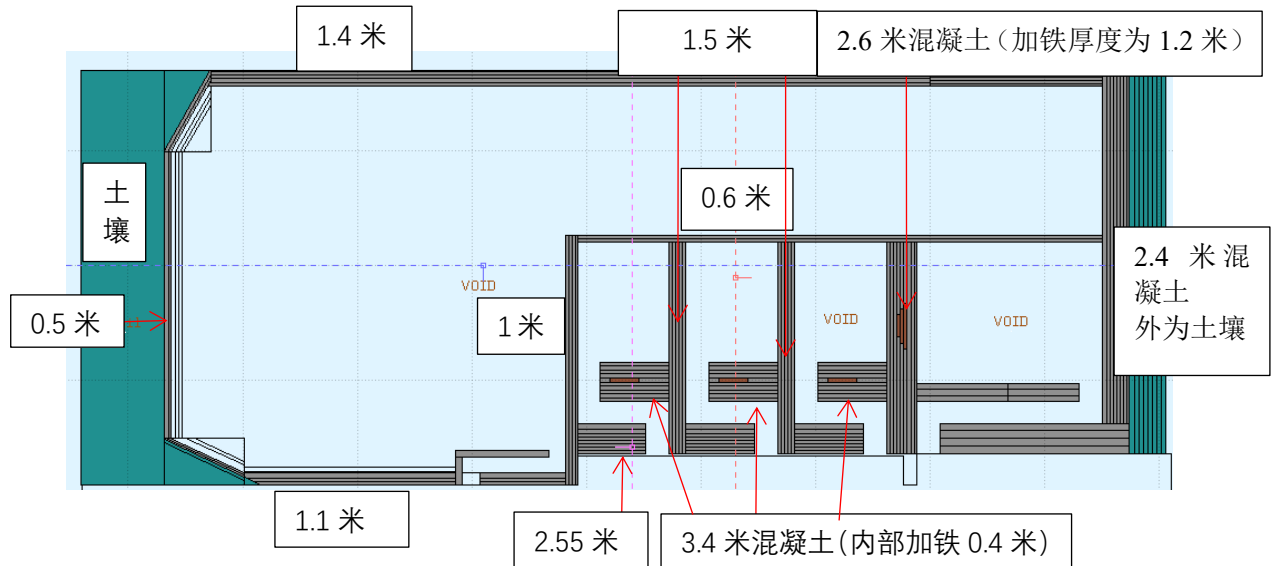 1.4 米
1.5 米
2.6 米混凝土（加铁厚度为 1.2 米）
土
壤
0.6 米
VOID
0.5 米
1 米
VOID
VOID
2.4 米 混
凝土
外为土壤
1.1 米
2.55 米
3.4 米混凝土（内部加铁 0.4 米）